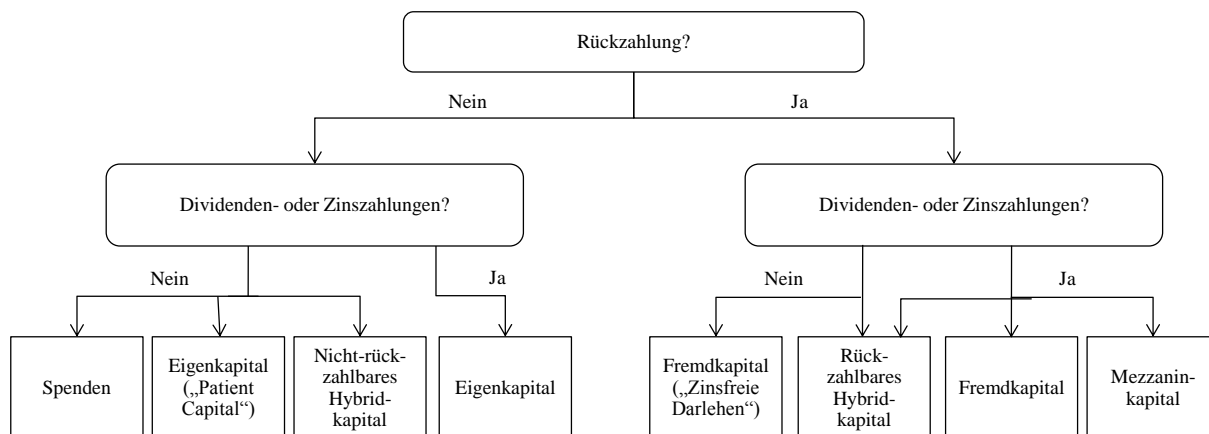 Rückzahlung?
Nein
Ja
Dividenden- oder Zinszahlungen?
Dividenden- oder Zinszahlungen?
Nein
Ja
Nein
Ja
Spenden
Eigenkapital
(„Patient
Capital“)
Nicht-rück-
zahlbares
Hybrid-
kapital
Eigenkapital
Fremdkapital
(„Zinsfreie
Darlehen“)
Rück-
zahlbares
Hybrid-
kapital
Fremdkapital
Mezzanin-
kapital